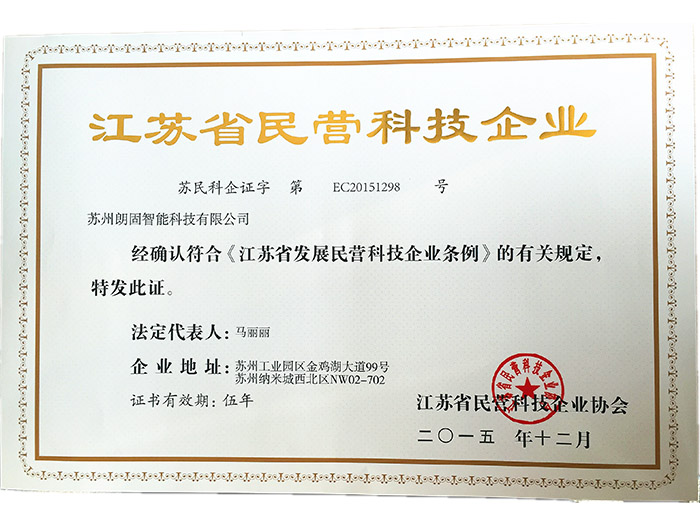 江苏省民营科技企业
苏民科企证字 第 EC20151298 号
苏州朗固智能科技有限公司
经确认符合《江苏省发展民营科技企业条例》的有关规定，
特发此证。
法定代表人：马丽丽
企业地址：苏州工业园区金鸡湖大道99号
苏州纳米城西北区NW02-702
证书有效期：伍年
江苏省民营科技企业协会
二〇一五 年十二月